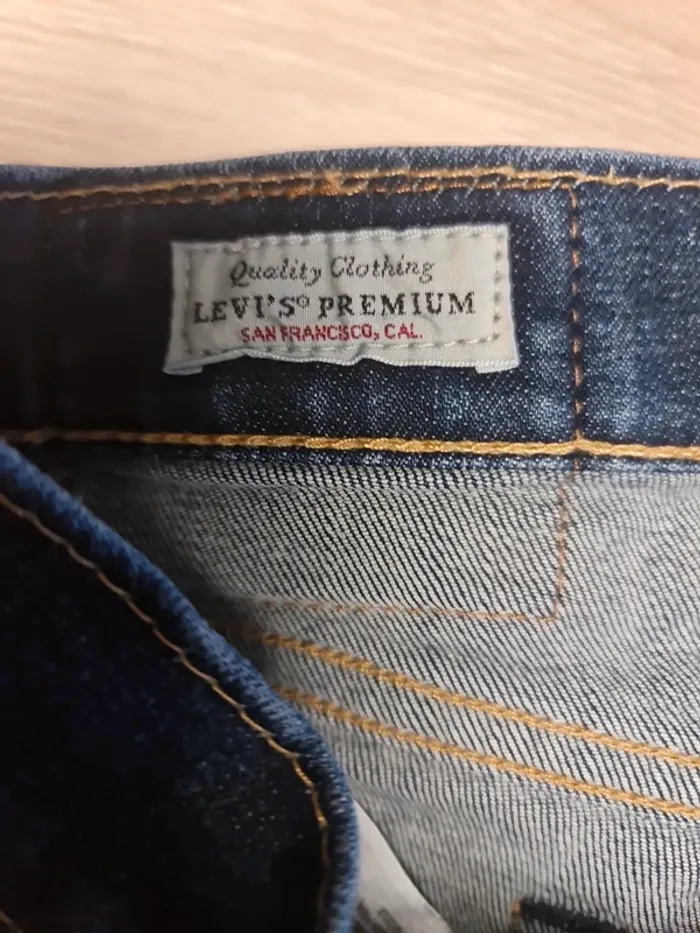 Quality Clothing
LEVI'S® PREMIUM
SAN FRANCISCO, CAL.